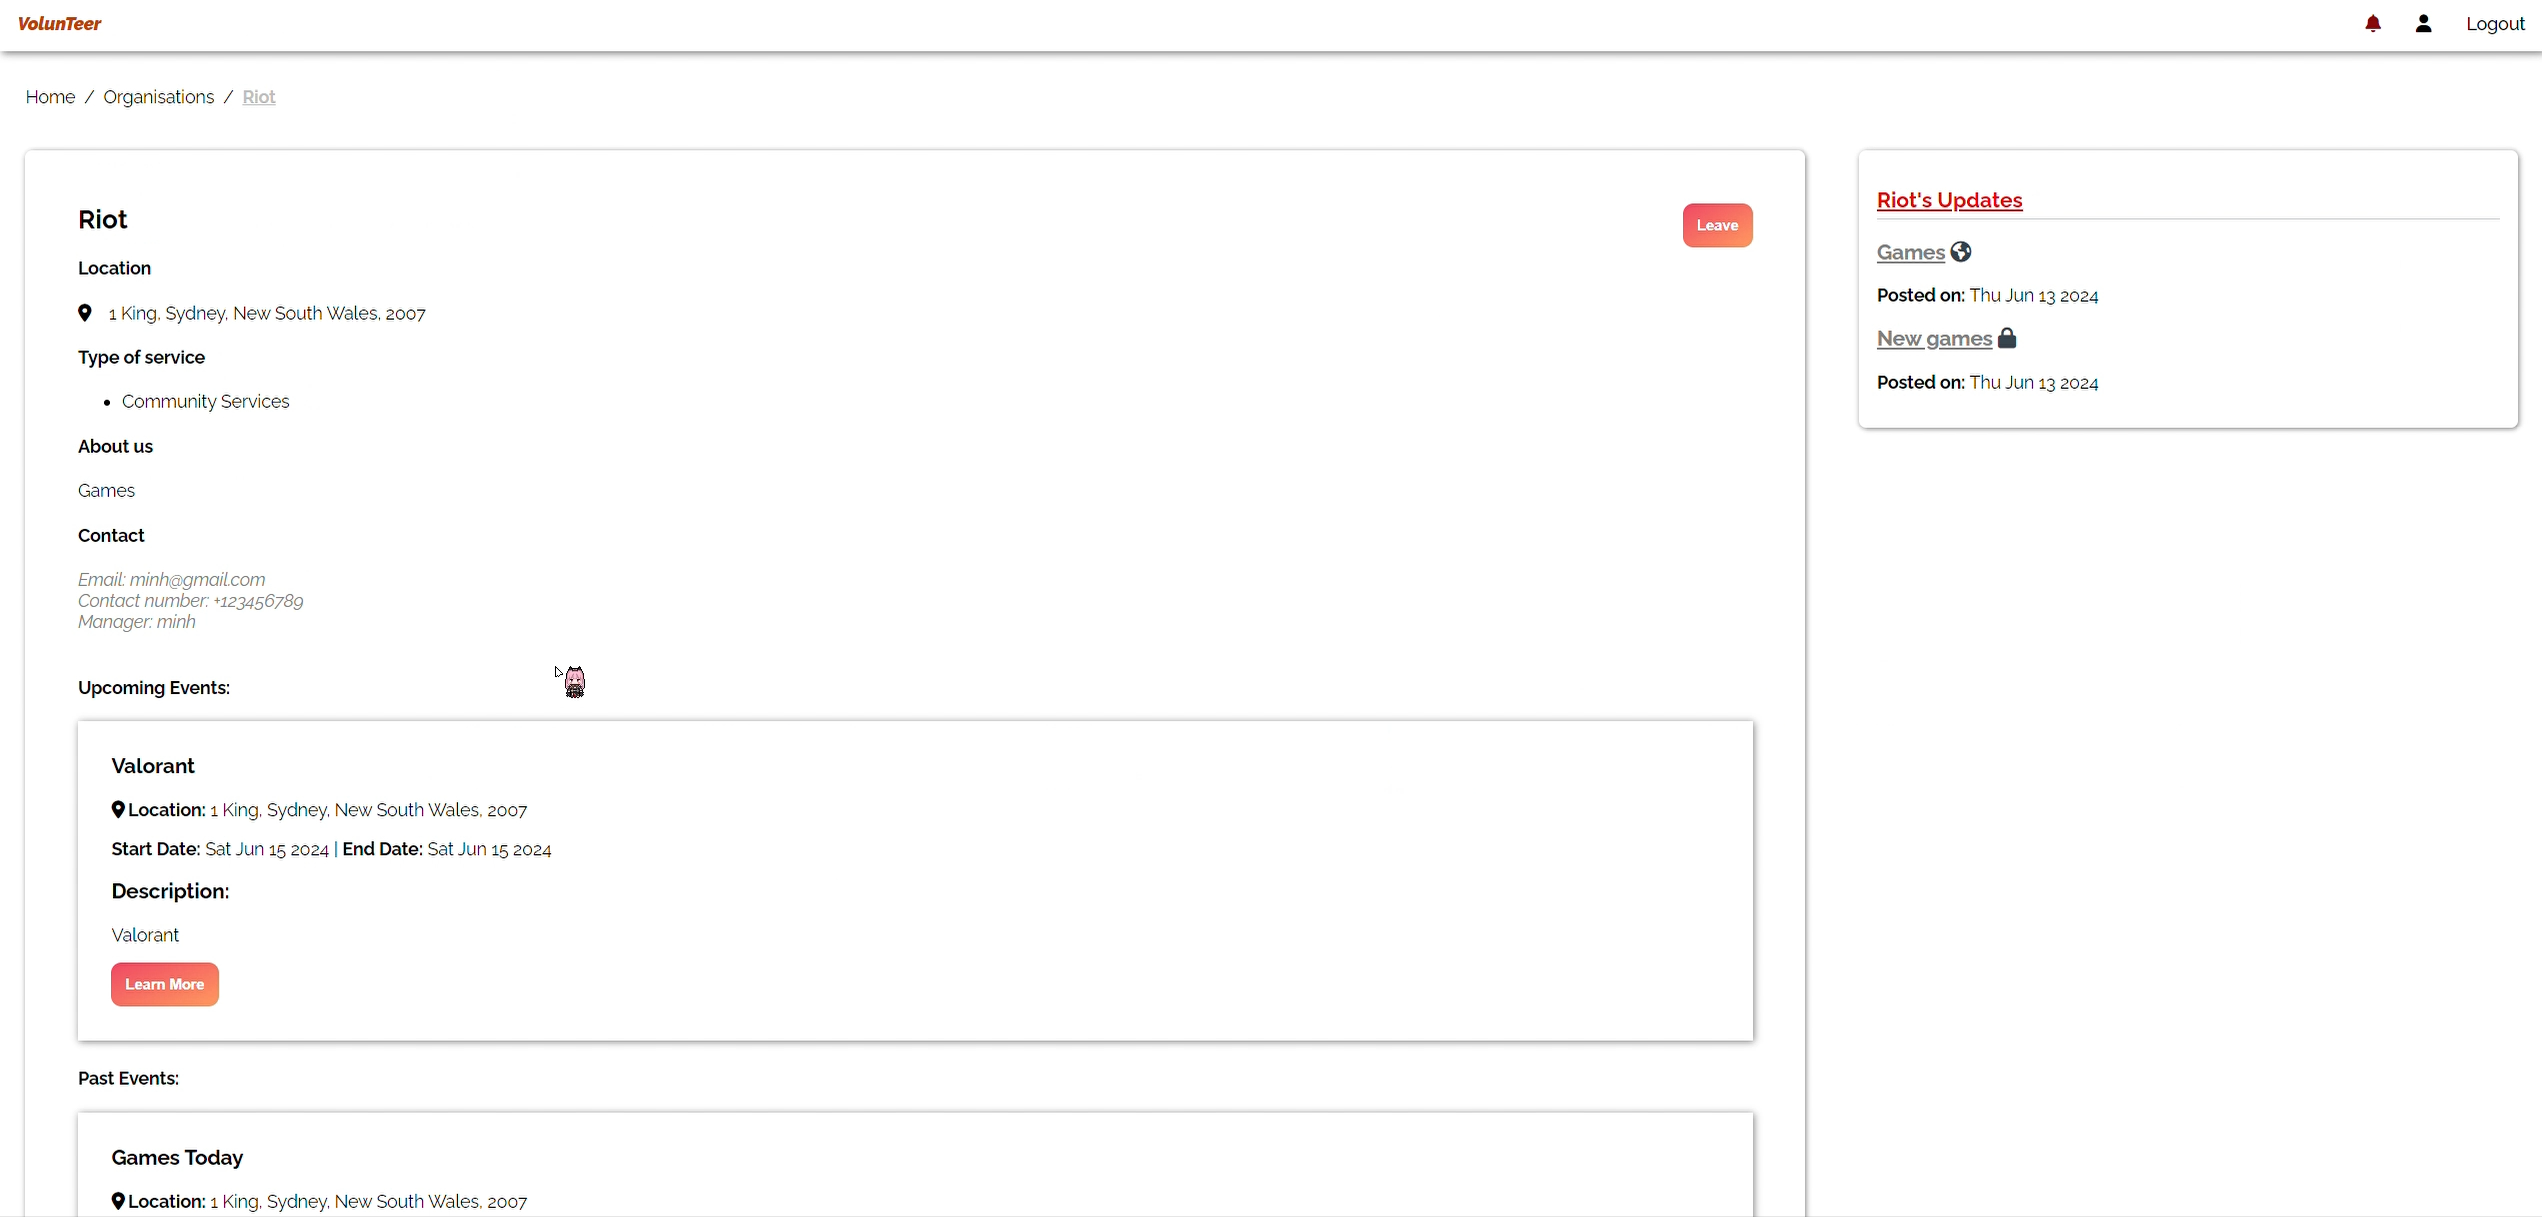 VolunTeer
Logout
Home / Organisations / Riot
Riot
Leave
Location
1 King, Sydney, New South Wales, 2007
Type of service
• Community Services
About us
Games
Contact
Email: minh@gmail.com
Contact number: +123456789
Manager: minh
Upcoming Events:
Valorant
Location: 1 King, Sydney, New South Wales, 2007
Start Date: Sat Jun 15 2024 | End Date: Sat Jun 15 2024
Description:
Valorant
Learn More
Past Events:
Games Today
Location: 1 King, Sydney, New South Wales, 2007
Riot's Updates
Games
Posted on: Thu Jun 13 2024
New games
Posted on: Thu Jun 13 2024